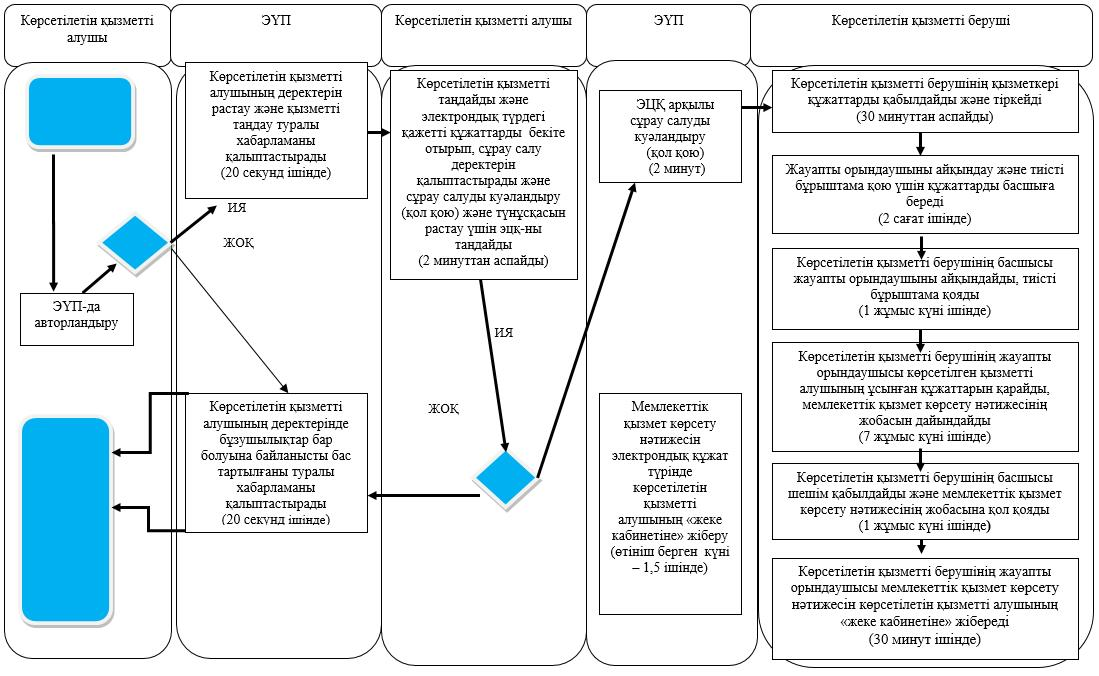 Көрсетілетін қызметті
алушы
ЭҮП
Көрсетілетін қызметті алушы
ЭҮП
Көрсетілетін қызметті беруші
ЭҮП-да
авторландыру
Көрсетілетін қызметті
алушының деректерін
растау және қызметті
таңдау туралы
хабарламаны
қалыптастырады
(20 секунд ішінде)
ИЯ
ЖОҚ
Көрсетілетін қызметті
алушының деректерінде
бұзушылықтар бар
болуына байланысты бас
тартылғаны туралы
хабарламаны
қалыптастырады
(20 секунд ішінде)
Көрсетілетін қызметті
таңдайды және
электрондық түрдегі
қажетті құжаттарды бекіте
отырып, сұрау салу
деректерін
қалыптастырады және
сұрау салуды куәландыру
(қол қою) және түнұсқасын
растау үшін эцқ-ны
таңдайды
(2 минуттан аспайды)
ИЯ
ЖОҚ
ЭЦҚ арқылы
сұрау салуды
куәландыру
(қол қою)
(2 минут)
Мемлекеттік
қызмет көрсету
нәтижесін
электрондық құжат
түрінде
көрсетілетін
қызметті
алушының «жеке
кабинетіне» жіберу
(өтініш берген күні
– 1,5 ішінде)
Көрсетілетін қызметті берушінің қызметкері
құжаттарды қабылдайды және тіркейді
(30 минуттан аспайды)
Жауапты орындаушыны айқындау және тиісті
бұрыштама қою үшін құжаттарды басшыға
береді
(2 сағат ішінде)
Көрсетілетін қызметті берушінің басшысы
жауапты орындаушыны айқындайды, тиісті
бұрыштама қояды
(1 жұмыс күні ішінде)
Көрсетілетін қызметті берушінің жауапты
орындаушысы көрсетілген қызметті
алушының ұсынған құжаттарын қарайды,
мемлекеттік қызмет көрсету нәтижесінің
жобасын дайындайды
(7 жұмыс күні ішінде)
Көрсетілетін қызметті берушінің басшысы
шешім қабылдайды және мемлекеттік қызмет
көрсету нәтижесінің жобасына қол қояды
(1 жұмыс күні ішінде)
Көрсетілетін қызметті берушінің жауапты
орындаушысы мемлекеттік қызмет көрсету
нәтижесін көрсетілетін қызметті алушының
«жеке кабинетіне» жібереді
(30 минут ішінде)